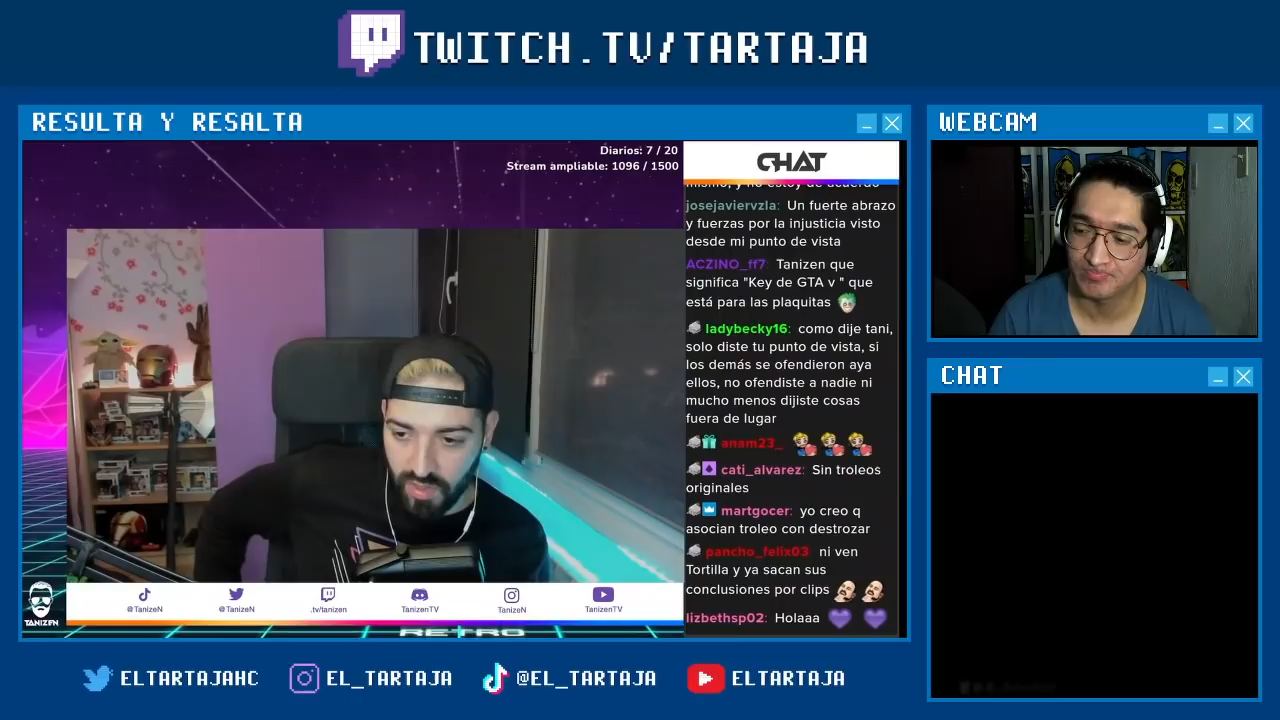 TWITCH.TV/TARTAJA
RESULTA Y RESALTA
Diarios: 7 / 20
Stream ampliable: 1096 / 1500
CHAT
mismo, y no estoy de acuerdo
josejaviervzla: Un fuerte abrazo
y fuerzas por la injusticia visto
desde mi punto de vista
ACZINO_ff7: Tanizen que
significa "Key de GTA v " que
está para las plaquitas
ladybecky16: como dije tani,
solo diste tu punto de vista, si
los demás se ofendieron aya
ellos, no ofendiste a nadie ni
mucho menos dijiste cosas
fuera de lugar
anam23_
cati_alvarez: Sin troleos
originales
martgocer: yo creo q
asocian troleo con destrozar
pancho_felix03 ni ven
Tortilla y ya sacan sus
conclusiones por clips
lizbethsp02: Holaaa
TANIZEN
@TanizeN
@TanizeN
.tv/tanizen
TanizenTV
TanizeN
TanizenTV
RETRO
WEBCAM
CHAT
ELTARTAJAHC
EL_TARTAJA
@EL_TARTAJA
ELTARTAJA